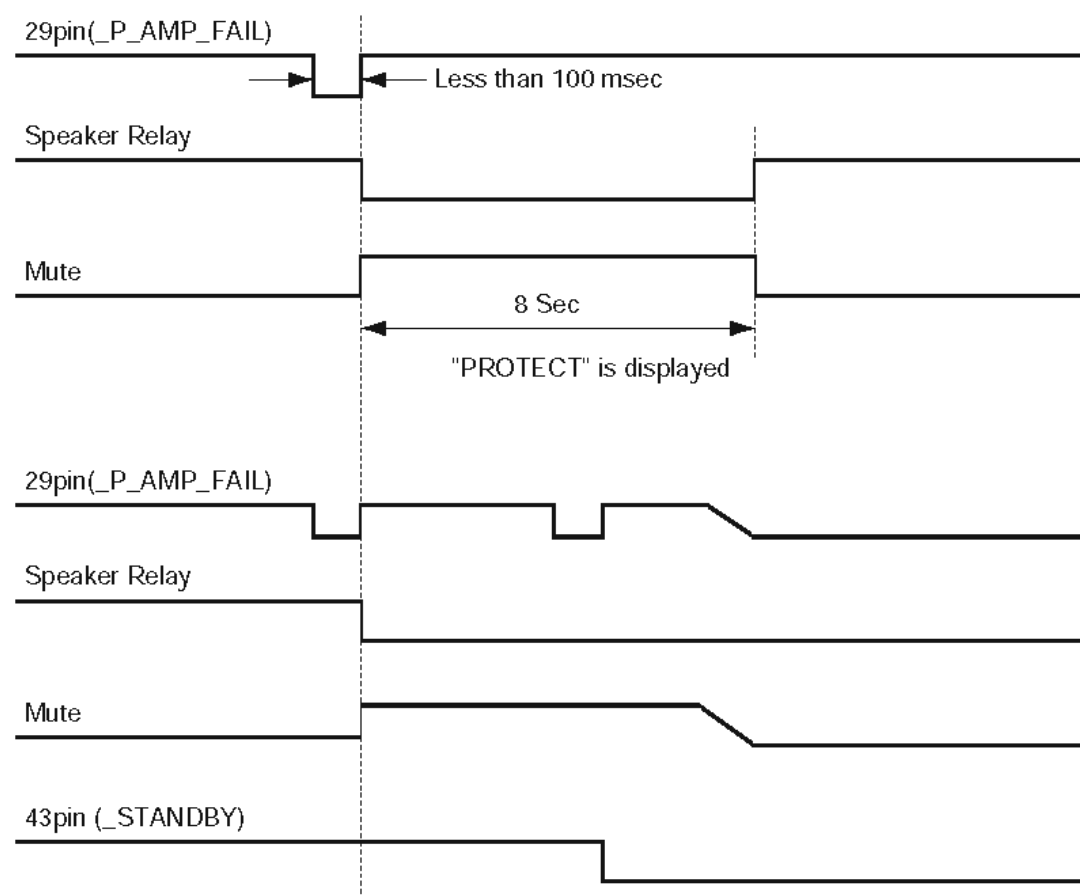 29pin(_P_AMP_FAIL)
Less than 100 msec
Speaker Relay
Mute
8 Sec
"PROTECT" is displayed
29pin(_P_AMP_FAIL)
Speaker Relay
Mute
43pin (_STANDBY)